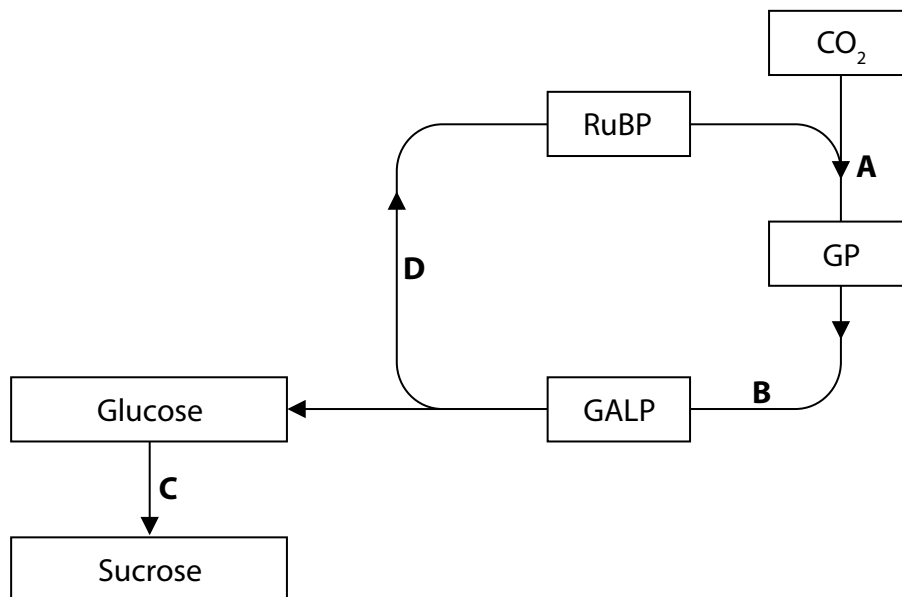 CO₂
RuBP
A
GP
D
B
GALP
Glucose
C
Sucrose